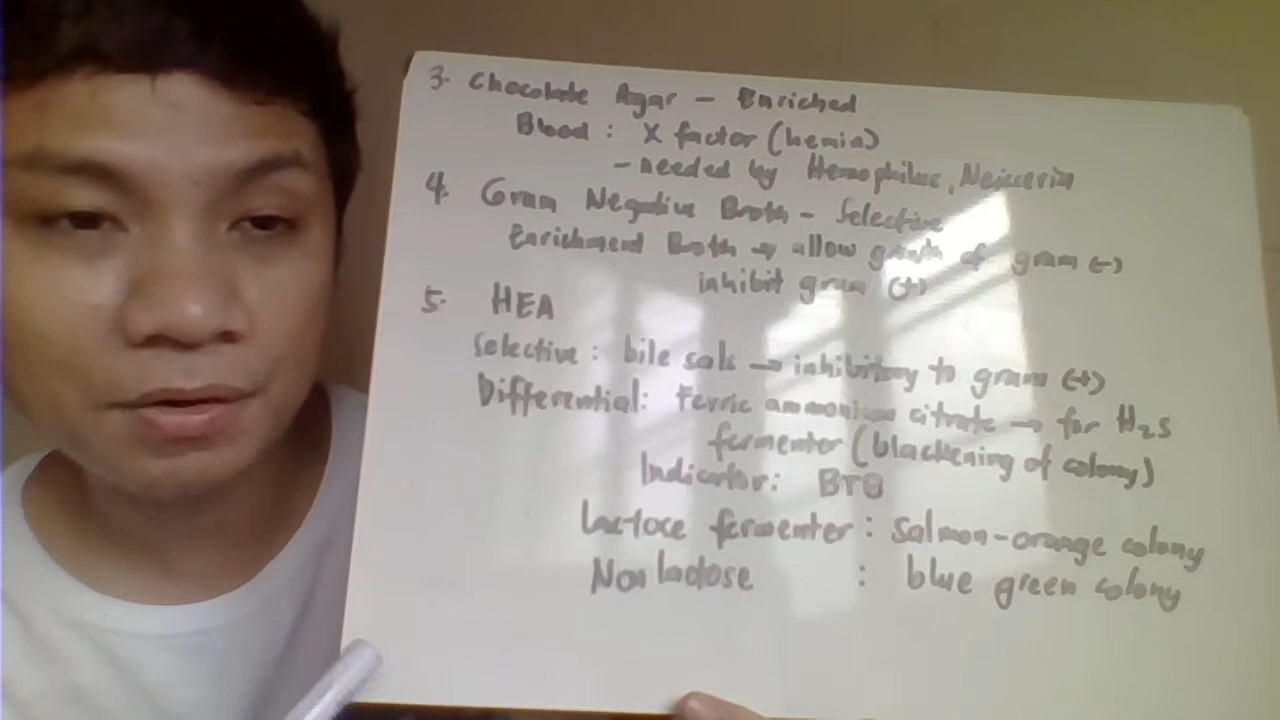 3. Chocolate Agar – Enriched
Blood : X factor (hemin)
- needed by Hemophilus, Neisseria
4. Gram Negative Broth – Selective
Enrichment Broth → allow growth of gram (-)
inhibit gram (+)
5. HEA
Selective : bile sals → inhibitory to gram (+)
Differential: Ferric ammonium citrate → for H₂S
fermenter (blackening of colony)
Indicator: BTB
Lactose fermenter : salmon-orange colony
Non lactose : blue green colony